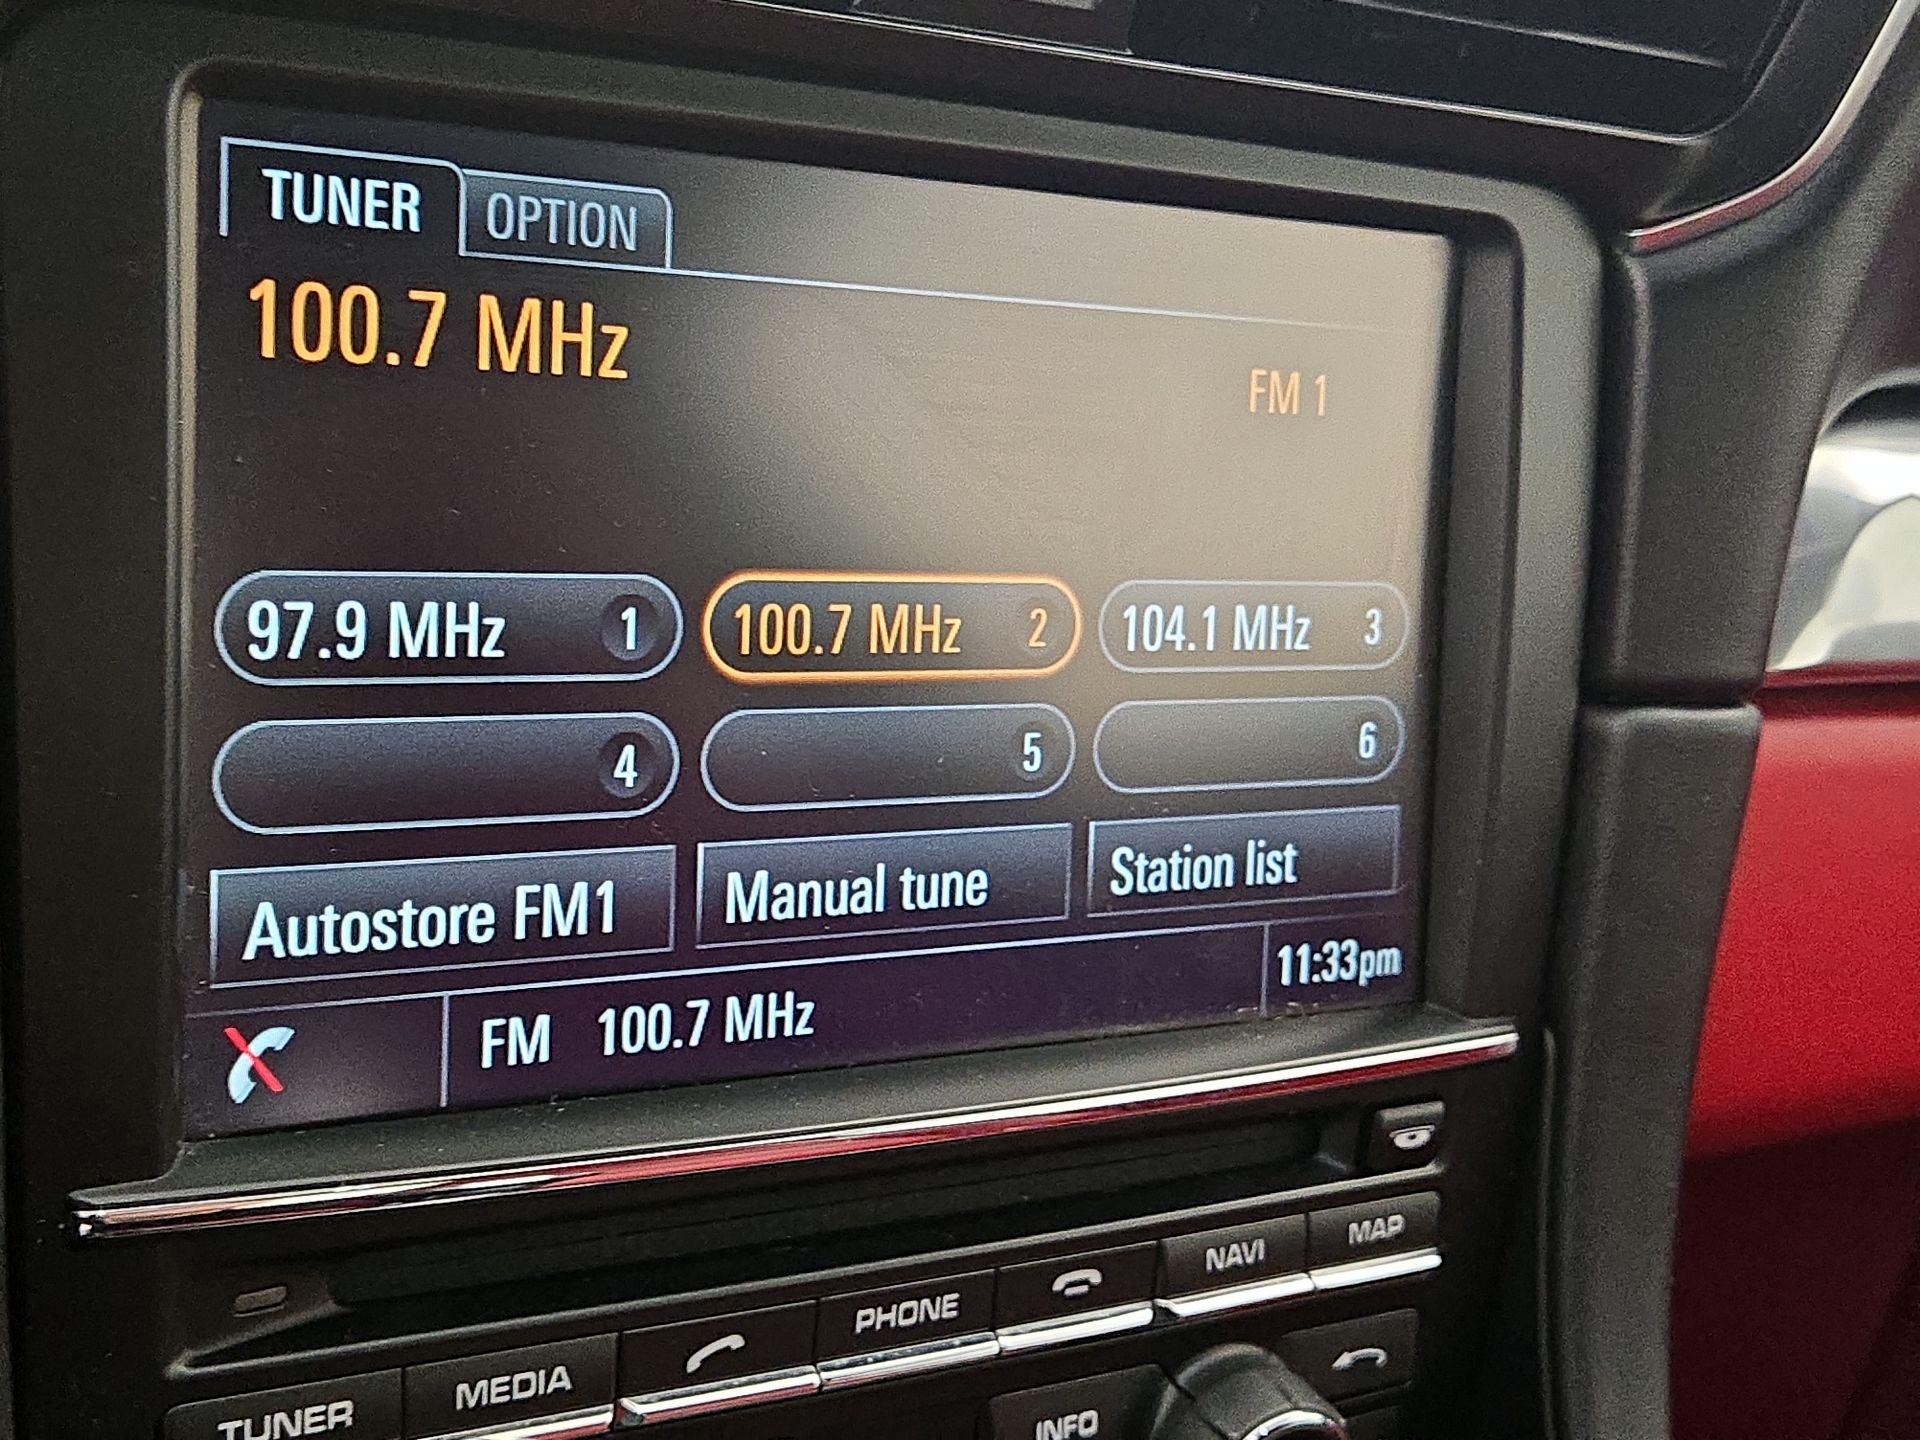 TUNER OPTION
100.7 MHz
FM 1
97.9 MHz 1 100.7 MHz 2 104.1 MHz 3
4 5 6
Autostore FM1 Manual tune Station list
FM 100.7 MHz 11:33pm
TUNER MEDIA PHONE NAVI MAP
INFO